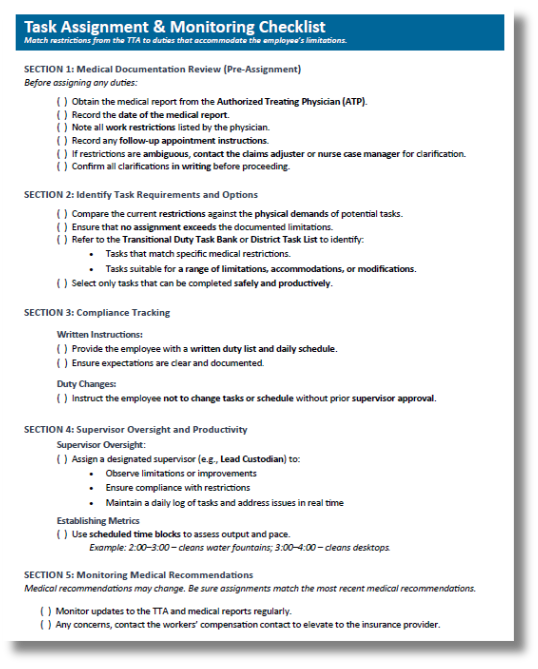 Task Assignment & Monitoring Checklist
Match restrictions from the TTA to duties that accommodate the employee's limitations.
SECTION 1: Medical Documentation Review (Pre-Assignment)
Before assigning any duties:
( ) Obtain the medical report from the Authorized Treating Physician (ATP).
( ) Record the date of the medical report.
( ) Note all work restrictions listed by the physician.
( ) Record any follow-up appointment instructions.
( ) If restrictions are ambiguous, contact the claims adjuster or nurse case manager for clarification.
( ) Confirm all clarifications in writing before proceeding.
SECTION 2: Identify Task Requirements and Options
( ) Compare the current restrictions against the physical demands of potential tasks.
( ) Ensure that no assignment exceeds the documented limitations.
( ) Refer to the Transitional Duty Task Bank or District Task List to identify:
• Tasks that match specific medical restrictions.
• Tasks suitable for a range of limitations, accommodations, or modifications.
( ) Select only tasks that can be completed safely and productively.
SECTION 3: Compliance Tracking
Written Instructions:
( ) Provide the employee with a written duty list and daily schedule.
( ) Ensure expectations are clear and documented.
Duty Changes:
( ) Instruct the employee not to change tasks or schedule without prior supervisor approval.
SECTION 4: Supervisor Oversight and Productivity
Supervisor Oversight:
( ) Assign a designated supervisor (e.g., Lead Custodian) to:
• Observe limitations or improvements
• Ensure compliance with restrictions
• Maintain a daily log of tasks and address issues in real time
Establishing Metrics
( ) Use scheduled time blocks to assess output and pace.
Example: 2:00–3:00 – cleans water fountains; 3:00–4:00 – cleans desktops.
SECTION 5: Monitoring Medical Recommendations
Medical recommendations may change. Be sure assignments match the most recent medical recommendations.
( ) Monitor updates to the TTA and medical reports regularly.
( ) Any concerns, contact the workers' compensation contact to elevate to the insurance provider.